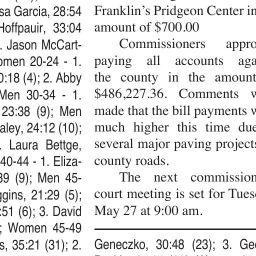 sa Garcia, 28:54
Hoffpauir, 33:04
. Jason McCart-
omen 20-24 - 1.
0:18 (4); 2. Abby
Men 30-34 - 1.
23:38 (9); Men
aley, 24:12 (10);
. Laura Bettge,
40-44 - 1. Eliza-
39 (9); Men 45-
ggins, 21:29 (5);
:51 (6); 3. David
; Women 45-49
s, 35:21 (31); 2.
Franklin's Pridgeon Center in
amount of $700.00
Commissioners appro
paying all accounts aga
the county in the amount
$486,227.36. Comments w
made that the bill payments w
much higher this time due
several major paving projects
county roads.
The next commission
court meeting is set for Tues
May 27 at 9:00 am.
Geneczko, 30:48 (23); 3. Ge